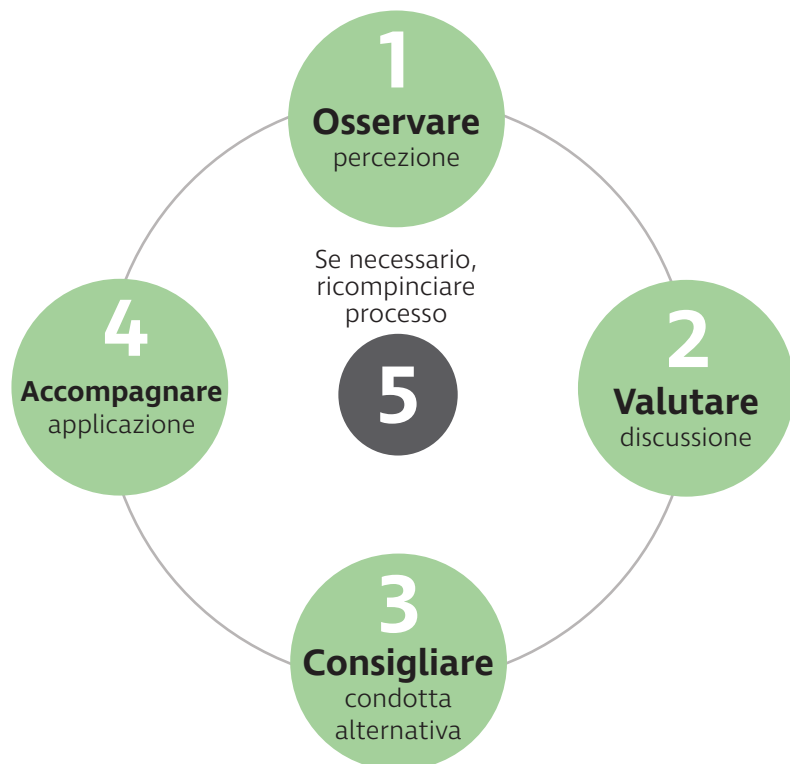 1
Osservare
percezione
Se necessario,
ricompinciare
processo
5
2
Valutare
discussione
3
Consigliare
condotta
alternativa
4
Accompagnare
applicazione